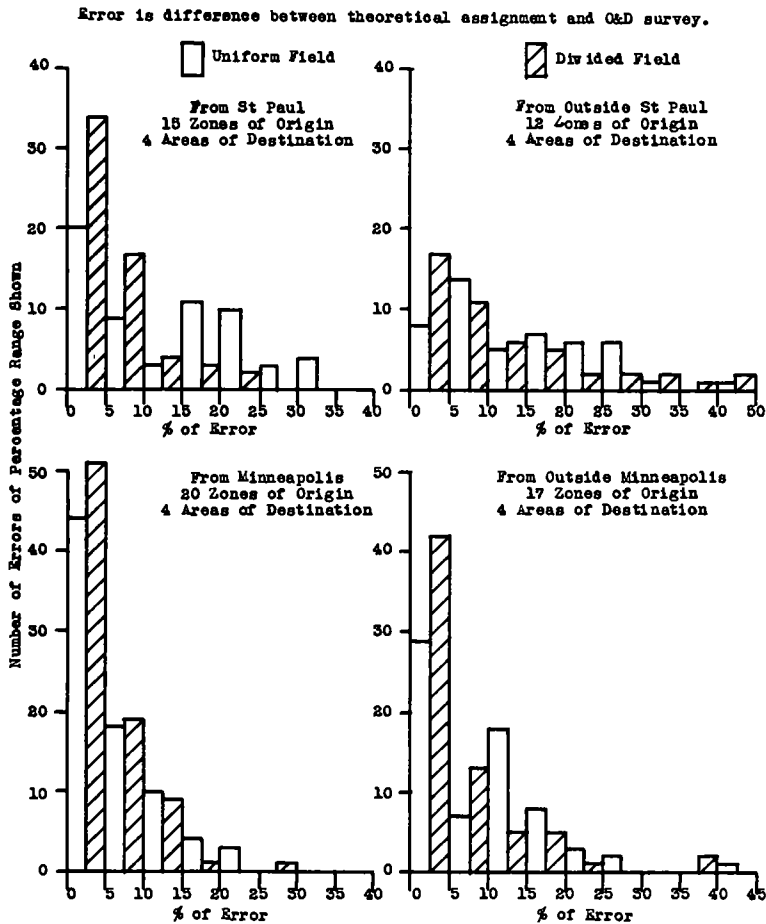 Error is difference between theoretical assignment and O&D survey.
Uniform Field
Divided Field
Number of Errors of Percentage Range Shown
From St Paul
15 Zones of Origin
4 Areas of Destination
40
30
20
10
0
0 5 10 15 20 25 30 35 40
% of Error
From Outside St Paul
12 Zones of Origin
4 Areas of Destination
40
30
20
10
0
0 5 10 15 20 25 30 35 50
% of Error
From Minneapolis
20 Zones of Origin
4 Areas of Destination
50
40
30
20
10
0
0 5 10 15 20 25 30 35 40
% of Error
From Outside Minneapolis
17 Zones of Origin
4 Areas of Destination
50
40
30
20
10
0
0 5 10 15 20 25 30 35 40 45
% of Error